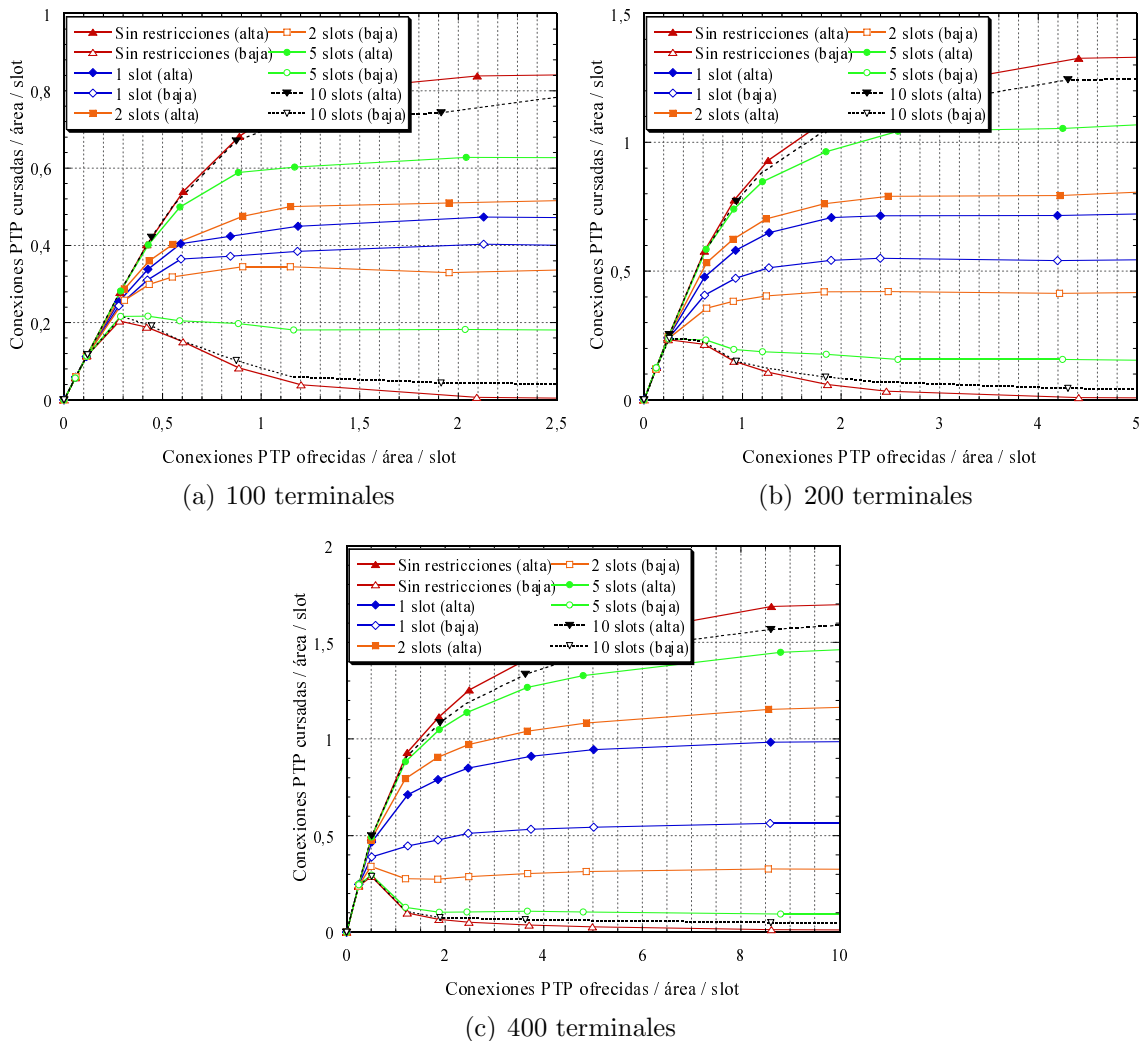 1
0,8
0,6
0,4
0,2
0
Conexiones PTP cursadas / área / slot
Sin restricciones (alta)
Sin restricciones (baja)
1 slot (alta)
1 slot (baja)
2 slots (alta)
2 slots (baja)
5 slots (alta)
5 slots (baja)
10 slots (alta)
10 slots (baja)
0
0,5
1
1,5
2
2,5
Conexiones PTP ofrecidas / área / slot
(a) 100 terminales
1,5
1
0,5
0
Conexiones PTP cursadas / área / slot
Sin restricciones (alta)
Sin restricciones (baja)
1 slot (alta)
1 slot (baja)
2 slots (alta)
2 slots (baja)
5 slots (alta)
5 slots (baja)
10 slots (alta)
10 slots (baja)
0
1
2
3
4
5
Conexiones PTP ofrecidas / área / slot
(b) 200 terminales
2
1,5
1
0,5
0
Conexiones PTP cursadas / área / slot
Sin restricciones (alta)
Sin restricciones (baja)
1 slot (alta)
1 slot (baja)
2 slots (alta)
2 slots (baja)
5 slots (alta)
5 slots (baja)
10 slots (alta)
10 slots (baja)
0
2
4
6
8
10
Conexiones PTP ofrecidas / área / slot
(c) 400 terminales